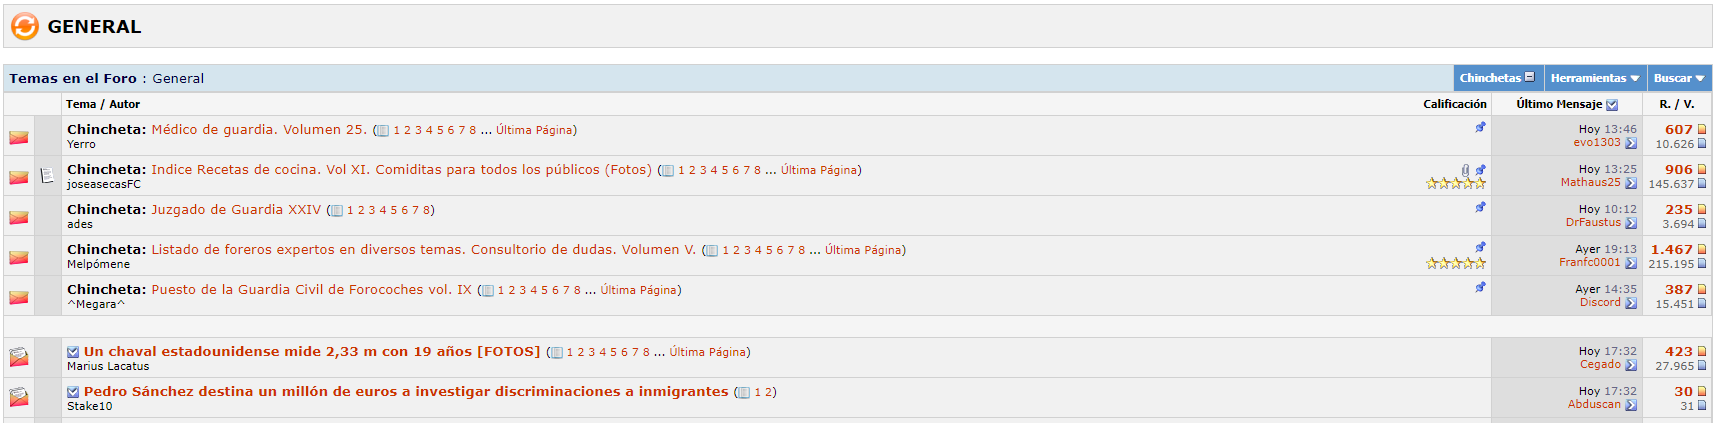 GENERAL
Temas en el Foro : General
Chinchetas Herramientas Buscar
Tema / Autor Calificación Último Mensaje R. / V.
Chincheta: Médico de guardia. Volumen 25. ( 1 2 3 4 5 6 7 8 ... Última Página) Hoy 13:46 607
Yerro evo1303 10.626
Chincheta: Indice Recetas de cocina. Vol XI. Comiditas para todos los públicos (Fotos) ( 1 2 3 4 5 6 7 8 ... Última Página) Hoy 13:25 906
joseasecasFC Mathaus25 145.637
Chincheta: Juzgado de Guardia XXIV ( 1 2 3 4 5 6 7 8) Hoy 10:12 235
ades DrFaustus 3.694
Chincheta: Listado de foreros expertos en diversos temas. Consultorio de dudas. Volumen V. ( 1 2 3 4 5 6 7 8 ... Última Página) Ayer 19:13 1.467
Melpómene Franfc0001 215.195
Chincheta: Puesto de la Guardia Civil de Forocoches vol. IX ( 1 2 3 4 5 6 7 8 ... Última Página) Ayer 14:35 387
^Megara^ Discord 15.451
Un chaval estadounidense mide 2,33 m con 19 años [FOTOS] ( 1 2 3 4 5 6 7 8 ... Última Página) Hoy 17:32 423
Marius Lacatus Cegado 27.965
Pedro Sánchez destina un millón de euros a investigar discriminaciones a inmigrantes ( 1 2) Hoy 17:32 30
Stake10 Abduscan 31